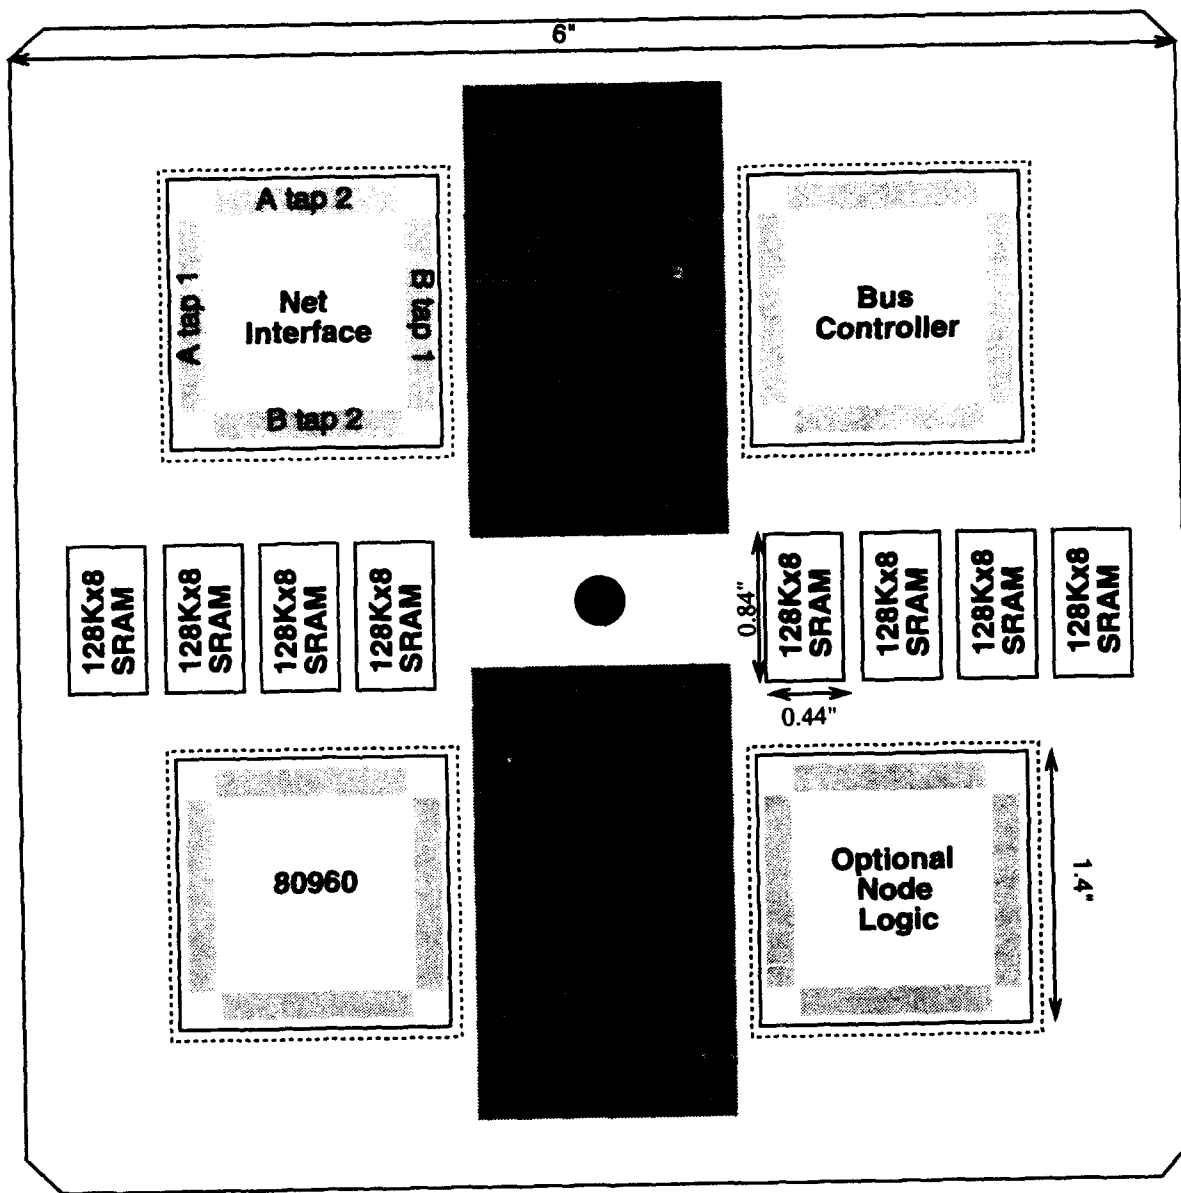 6"
A tap 2
A tap 1
Net
Interface
B tap 1
B tap 2
Bus
Controller
128Kx8
SRAM
128Kx8
SRAM
128Kx8
SRAM
128Kx8
SRAM
0.84"
128Kx8
SRAM
128Kx8
SRAM
128Kx8
SRAM
128Kx8
SRAM
0.44"
80960
Optional
Node
Logic
1.4"